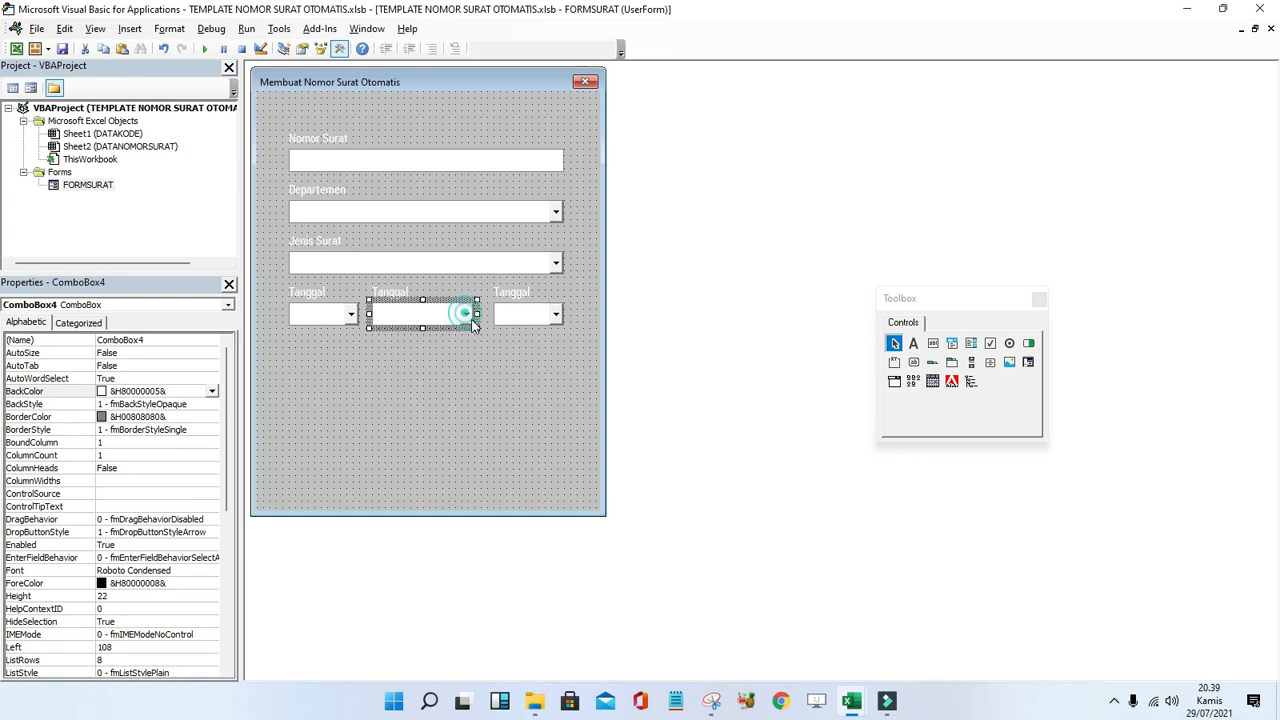 Microsoft Visual Basic for Applications - TEMPLATE NOMOR SURAT OTOMATIS.xlsb - [TEMPLATE NOMOR SURAT OTOMATIS.xlsb - FORMSURAT (UserForm)]
File Edit View Insert Format Debug Run Tools Add-Ins Window Help
Project - VBAProject
VBAProject (TEMPLATE NOMOR SURAT OTOMA
Microsoft Excel Objects
Sheet1 (DATAKODE)
Sheet2 (DATANOMORSURAT)
ThisWorkbook
Forms
FORMSURAT
Properties - ComboBox4
ComboBox4 ComboBox
Alphabetic Categorized
(Name) ComboBox4
AutoSize False
AutoTab False
AutoWordSelect True
BackColor &H80000005&
BackStyle 1 - fmBackStyleOpaque
BorderColor &H00808080&
BorderStyle 1 - fmBorderStyleSingle
BoundColumn 1
ColumnCount 1
ColumnHeads False
ColumnWidths
ControlSource
ControlTipText
DragBehavior 0 - fmDragBehaviorDisabled
DropButtonStyle 1 - fmDropButtonStyleArrow
Enabled True
EnterFieldBehavior 0 - fmEnterFieldBehaviorSelectA
Font Roboto Condensed
ForeColor &H80000008&
Height 22
HelpContextID 0
HideSelection True
IMEMode 0 - fmIMEModeNoControl
Left 108
ListRows 8
ListStyle 0 - fmListStylePlain
Membuat Nomor Surat Otomatis
Nomor Surat
Departemen
Jenis Surat
Tanggal Tanggal Tanggal
Toolbox
Controls
20.39
Kamis
29/07/2021